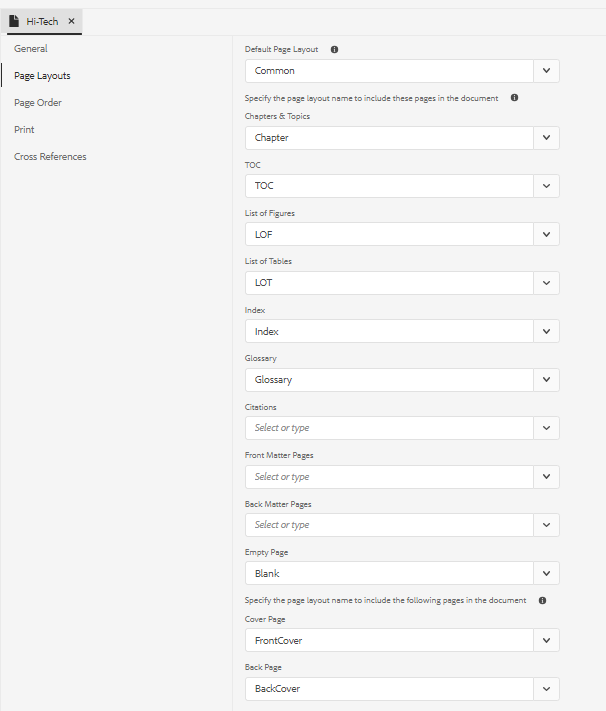 Hi-Tech
General
Page Layouts
Page Order
Print
Cross References
Default Page Layout
Common
Specify the page layout name to include these pages in the document
Chapters & Topics
Chapter
TOC
TOC
List of Figures
LOF
List of Tables
LOT
Index
Index
Glossary
Glossary
Citations
Select or type
Front Matter Pages
Select or type
Back Matter Pages
Select or type
Empty Page
Blank
Specify the page layout name to include the following pages in the document
Cover Page
FrontCover
Back Page
BackCover